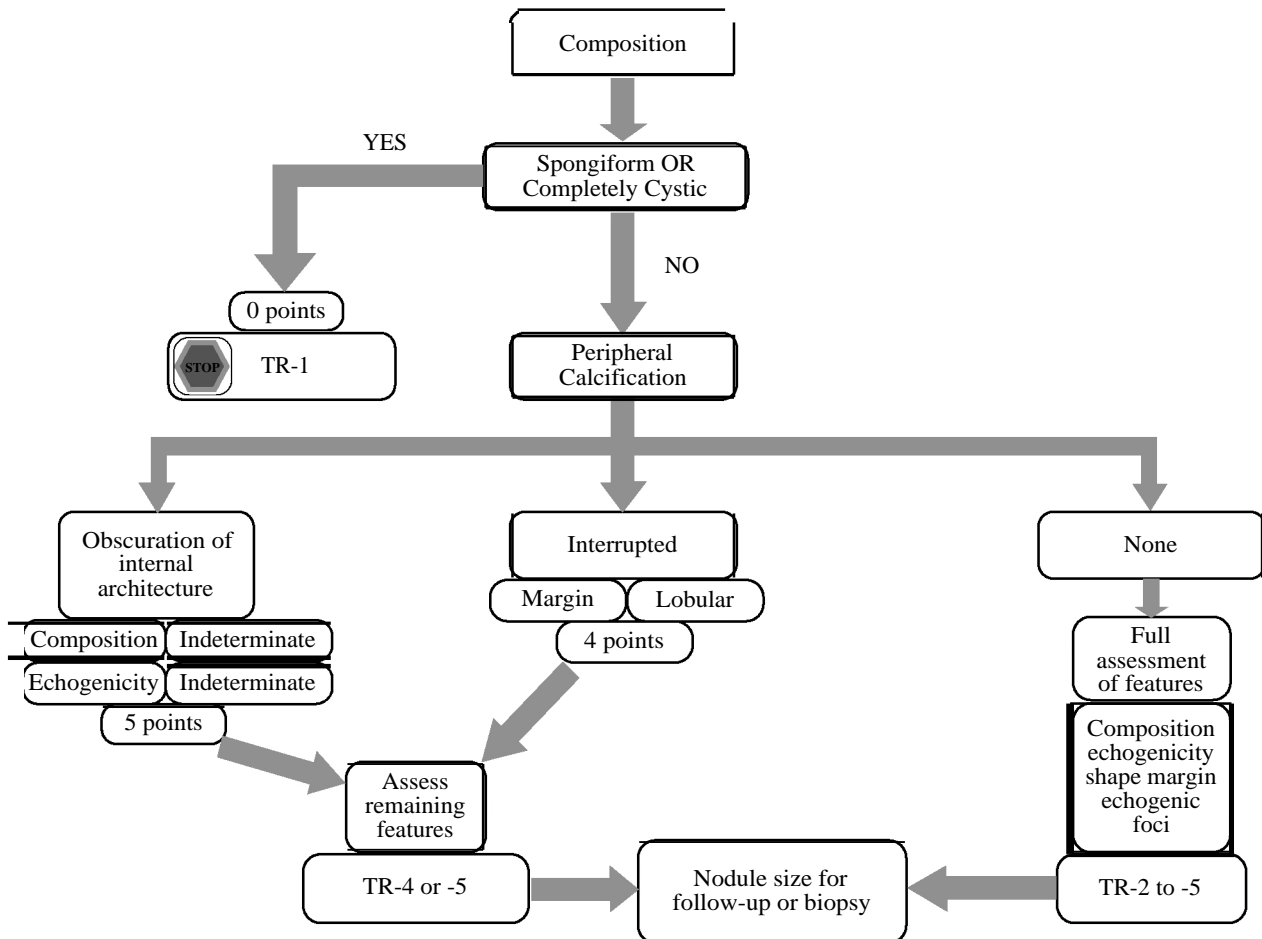 Composition
YES
Spongiform OR
Completely Cystic
NO
0 points
STOP
TR-1
Peripheral
Calcification
Obscuration of
internal
architecture
Composition
Indeterminate
Echogenicity
Indeterminate
5 points
Interrupted
Margin
Lobular
4 points
None
Full
assessment
of features
Composition
echogenicity
shape margin
echogenic
foci
Assess
remaining
features
TR-4 or -5
Nodule size for
follow-up or biopsy
TR-2 to -5